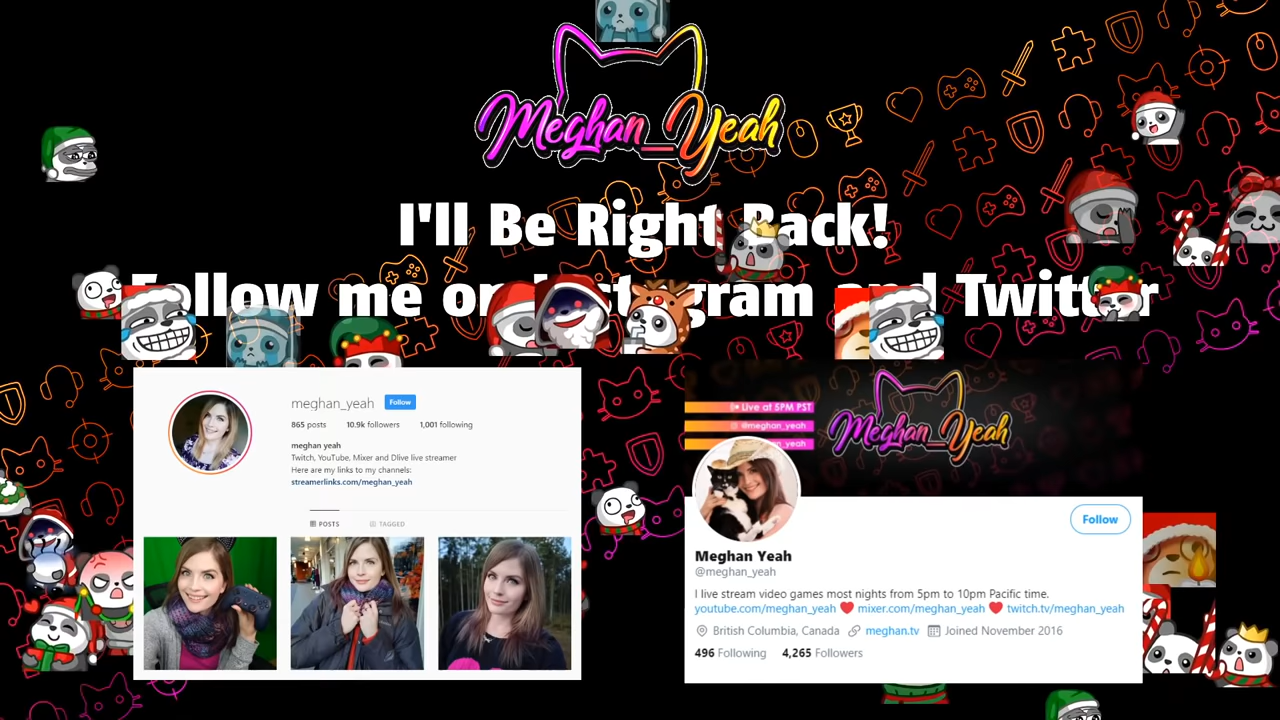 Meghan_Yeah
I'll Be Right Back!
Follow me on Instagram and Twitter
meghan_yeah Follow
865 posts 10.9k followers 1,001 following
meghan yeah
Twitch, YouTube, Mixer and Dlive live streamer
Here are my links to my channels:
streamerlinks.com/meghan_yeah
POSTS TAGGED
Live at 5PM PST
@meghan_yeah
Meghan_Yeah
Follow
Meghan Yeah
@meghan_yeah
I live stream video games most nights from 5pm to 10pm Pacific time.
youtube.com/meghan_yeah ❤ mixer.com/meghan_yeah ❤ twitch.tv/meghan_yeah
British Columbia, Canada meghan.tv Joined November 2016
496 Following 4,265 Followers